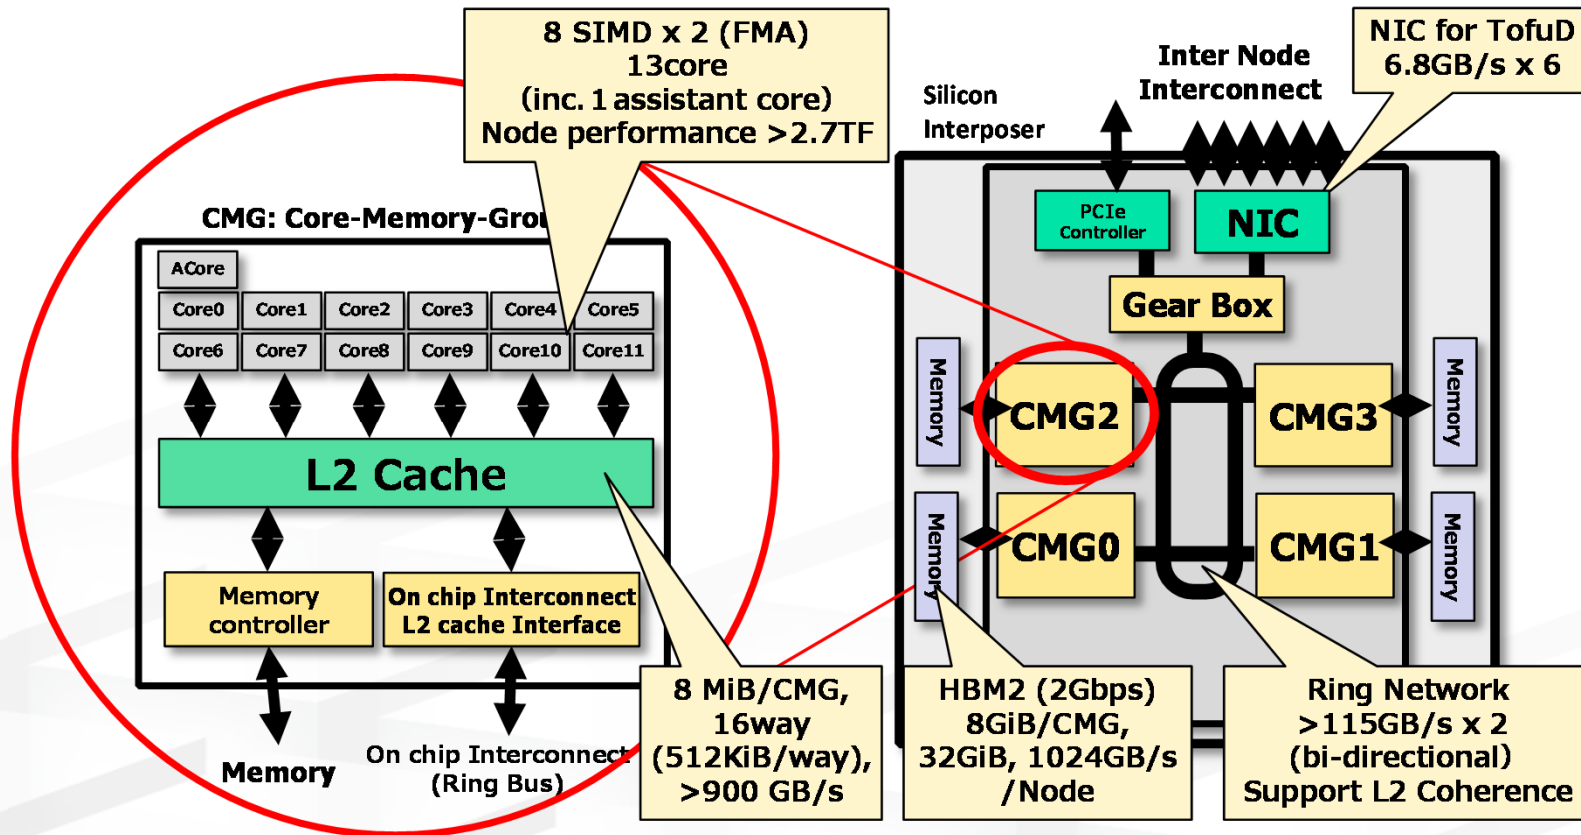 8 SIMD x 2 (FMA)
13core
(inc. 1 assistant core)
Node performance >2.7TF
NIC for TofuD
6.8GB/s x 6
Inter Node
Interconnect
Silicon
Interposer
CMG: Core-Memory-Grou
ACore
Core0
Core1
Core2
Core3
Core4
Core5
Core6
Core7
Core8
Core9
Core10
Core11
L2 Cache
Memory
controller
On chip Interconnect
L2 cache Interface
Memory
On chip Interconnect
(Ring Bus)
8 MiB/CMG,
16way
(512KiB/way),
>900 GB/s
PCIe
Controller
NIC
Gear Box
Memory
CMG2
CMG3
Memory
Memory
CMG0
CMG1
Memory
HBM2 (2Gbps)
8GiB/CMG,
32GiB, 1024GB/s
/Node
Ring Network
>115GB/s x 2
(bi-directional)
Support L2 Coherence